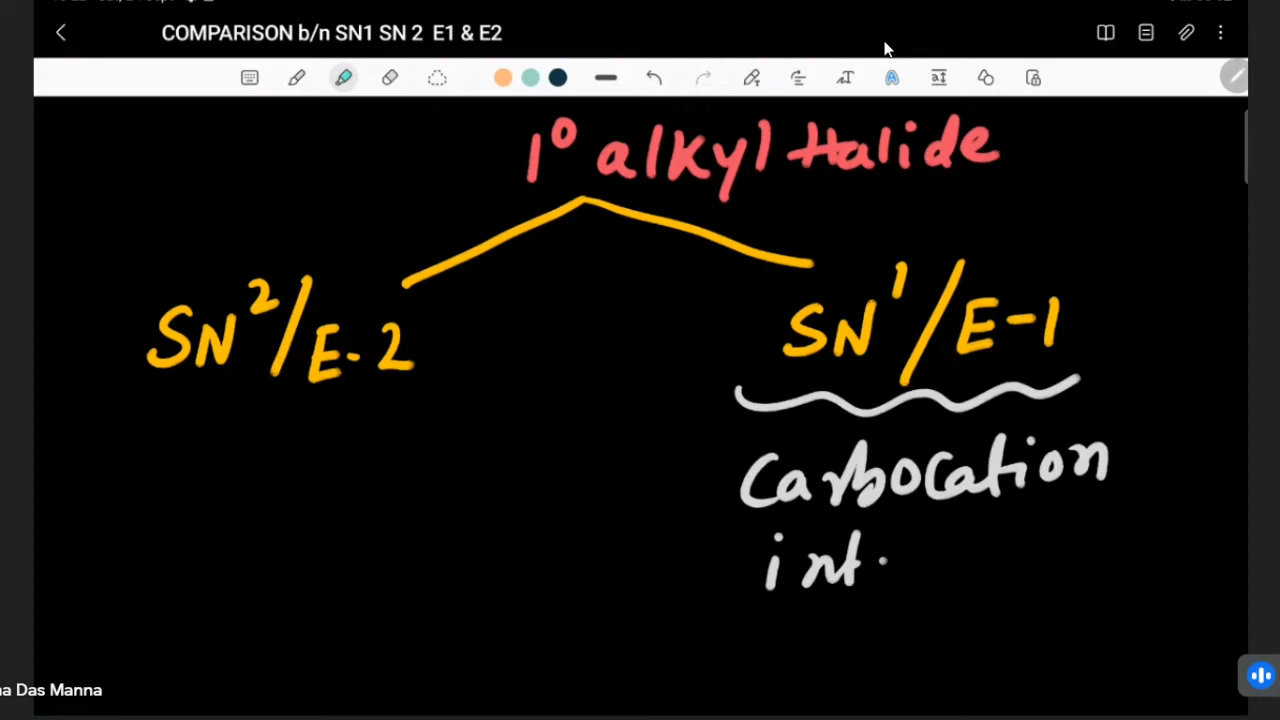 COMPARISON b/n SN1 SN 2 E1 & E2
1° alkyl Halide
SN²/E-2
SN¹/E-1
Carbocation
int.
Das Manna